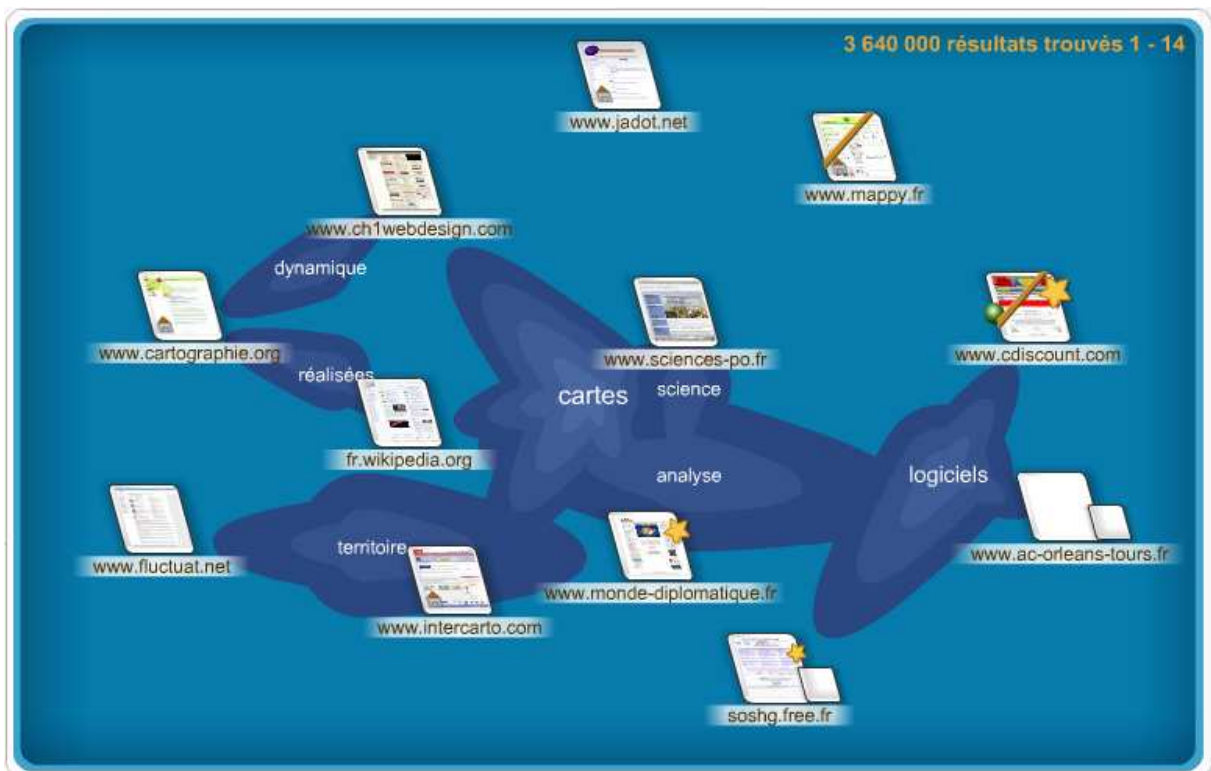 3 640 000 résultats trouvés 1 - 14
www.jadot.net
www.mappy.fr
www.ch1webdesign.com
dynamique
www.cartographie.org
www.sciences-po.fr
www.cdiscount.com
réalisées
cartes
science
fr.wikipedia.org
analyse
logiciels
territoire
www.fluctuat.net
www.ac-orleans-tours.fr
www.monde-diplomatique.fr
www.intercarto.com
soshg.free.fr